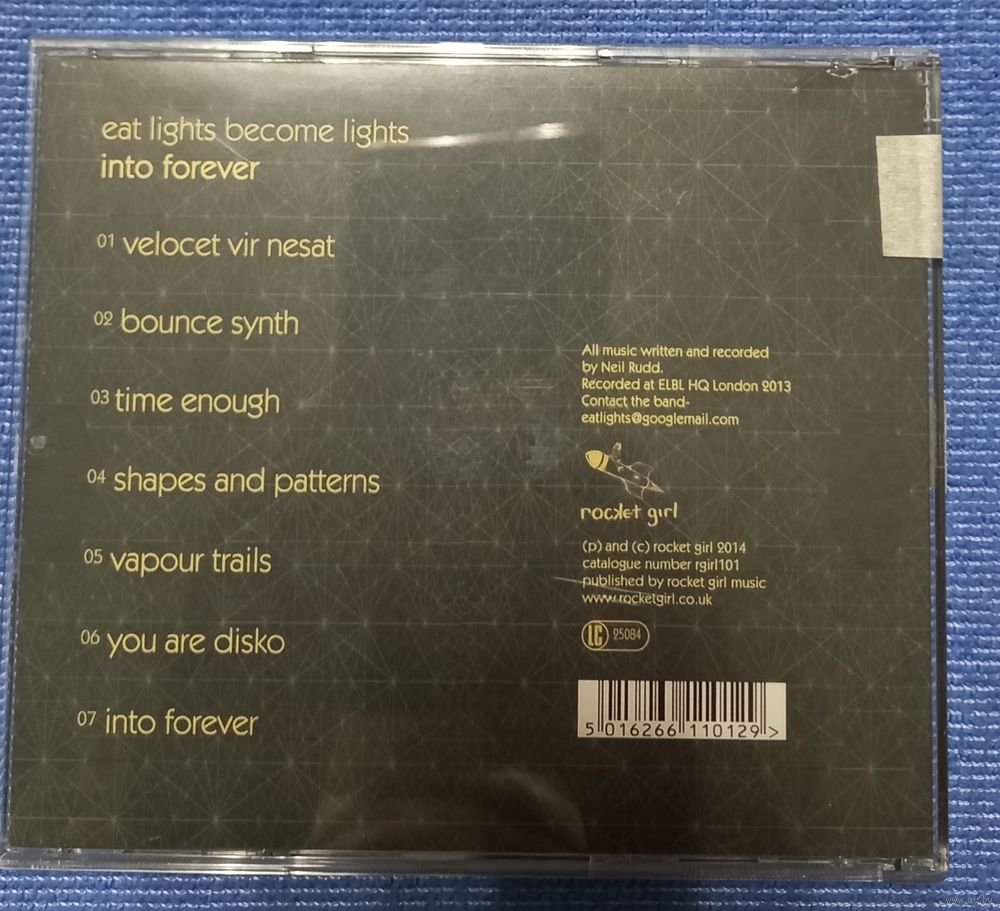 eat lights become lights
into forever
01 velocet vir nesat
02 bounce synth
03 time enough
04 shapes and patterns
05 vapour trails
06 you are disko
07 into forever
All music written and recorded
by Neil Rudd.
Recorded at ELBL HQ London 2013
Contact the band-
eatlights@googlemail.com
rocket girl
(p) and (c) rocket girl 2014
catalogue number rgirl101
published by rocket girl music
www.rocketgirl.co.uk
LC 25084
5 016266 110129 >
www.ay.by